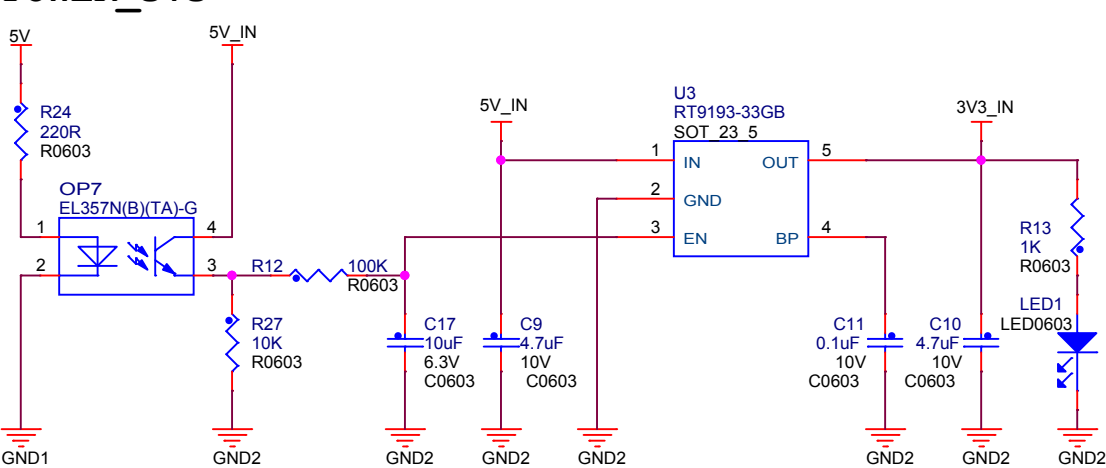 5V
5V_IN
R24
220R
R0603
OP7
EL357N(B)(TA)-G
1
2
4
3
R12
100K
R0603
R27
10K
R0603
C17
10uF
6.3V
C0603
5V_IN
C9
4.7uF
10V
C0603
U3
RT9193-33GB
SOT_23_5
1
IN
OUT
5
2
GND
3
EN
BP
4
3V3_IN
C11
0.1uF
10V
C0603
C10
4.7uF
10V
C0603
R13
1K
R0603
LED1
LED0603
GND1
GND2
GND2
GND2
GND2
GND2
GND2
GND2